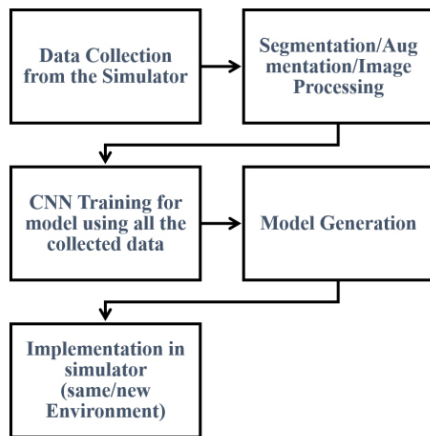 Data Collection
from the Simulator
Segmentation/Aug
mentation/Image
Processing
CNN Training for
model using all the
collected data
Model Generation
Implementation in
simulator
(same/new
Environment)